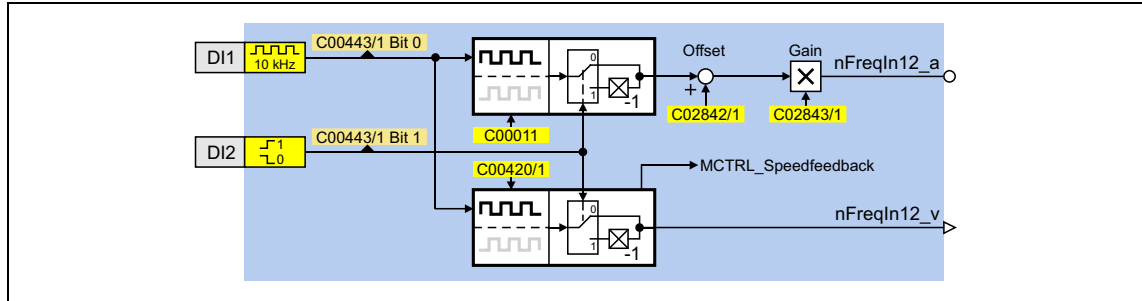 DI1
10 kHz
C00443/1 Bit 0
0
1
-1
C00011
Offset
+
C02842/1
Gain
C02843/1
nFreqIn12_a
DI2
1
0
C00443/1 Bit 1
C00420/1
MCTRL_Speedfeedback
0
1
-1
nFreqIn12_v